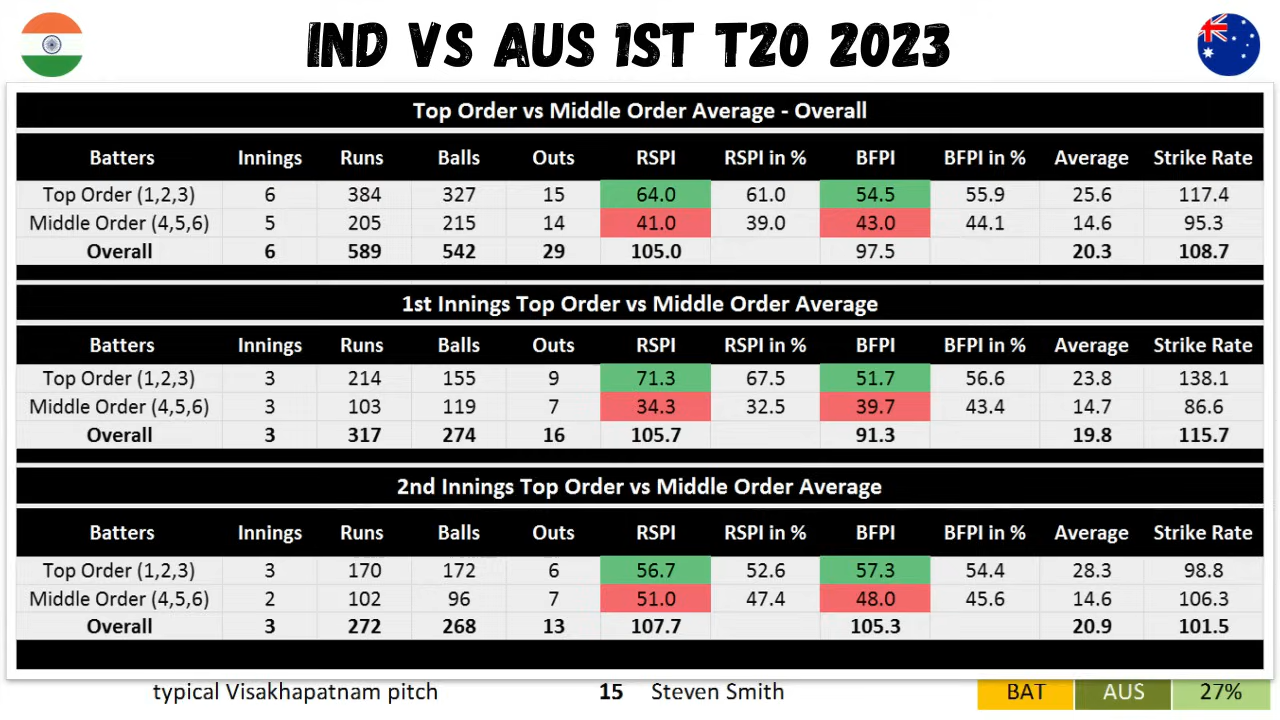 IND VS AUS 1ST T20 2023
Top Order vs Middle Order Average - Overall
Batters Innings Runs Balls Outs RSPI RSPI in % BFPI BFPI in % Average Strike Rate
Top Order (1,2,3) 6 384 327 15 64.0 61.0 54.5 55.9 25.6 117.4
Middle Order (4,5,6) 5 205 215 14 41.0 39.0 43.0 44.1 14.6 95.3
Overall 6 589 542 29 105.0 97.5 20.3 108.7
1st Innings Top Order vs Middle Order Average
Batters Innings Runs Balls Outs RSPI RSPI in % BFPI BFPI in % Average Strike Rate
Top Order (1,2,3) 3 214 155 9 71.3 67.5 51.7 56.6 23.8 138.1
Middle Order (4,5,6) 3 103 119 7 34.3 32.5 39.7 43.4 14.7 86.6
Overall 3 317 274 16 105.7 91.3 19.8 115.7
2nd Innings Top Order vs Middle Order Average
Batters Innings Runs Balls Outs RSPI RSPI in % BFPI BFPI in % Average Strike Rate
Top Order (1,2,3) 3 170 172 6 56.7 52.6 57.3 54.4 28.3 98.8
Middle Order (4,5,6) 2 102 96 7 51.0 47.4 48.0 45.6 14.6 106.3
Overall 3 272 268 13 107.7 105.3 20.9 101.5
typical Visakhapatnam pitch 15 Steven Smith BAT AUS 27%